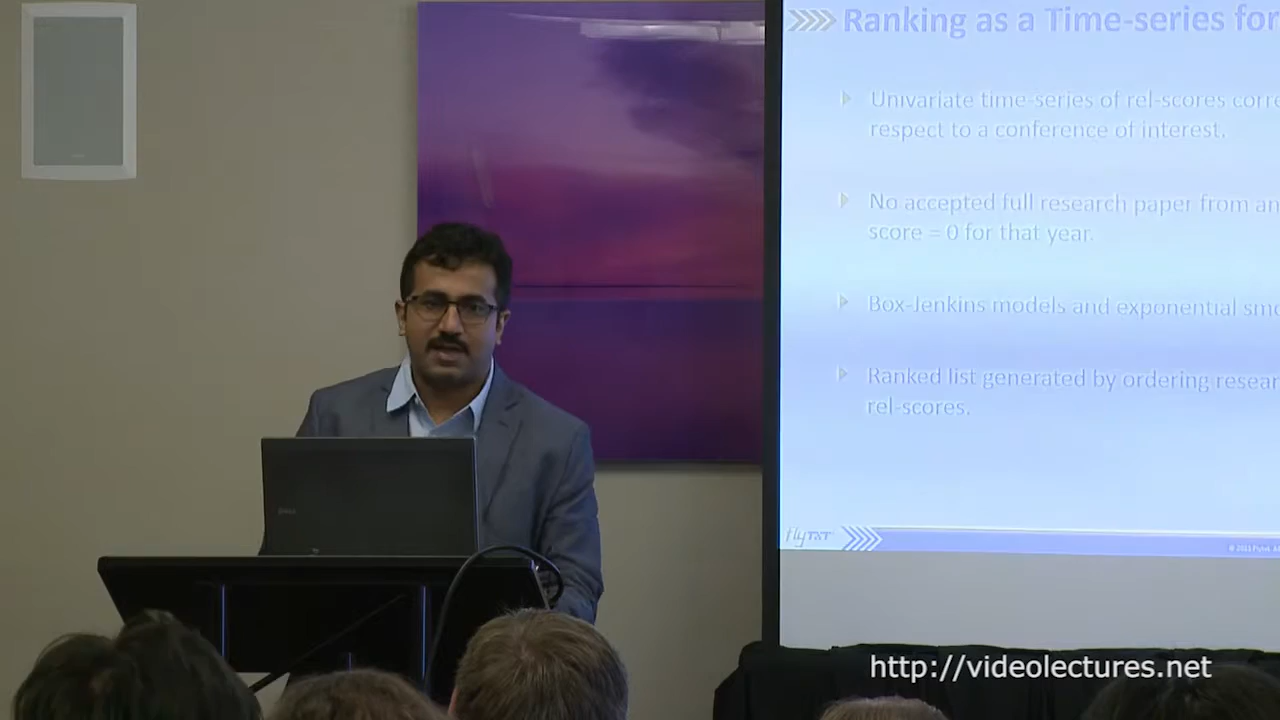 Ranking as a Time-series for
Univariate time-series of rel-scores corre
respect to a conference of interest.
No accepted full research paper from an
score = 0 for that year.
Box-Jenkins models and exponential smo
Ranked list generated by ordering resear
rel-scores.
flytxt
DELL
http://videolectures.net